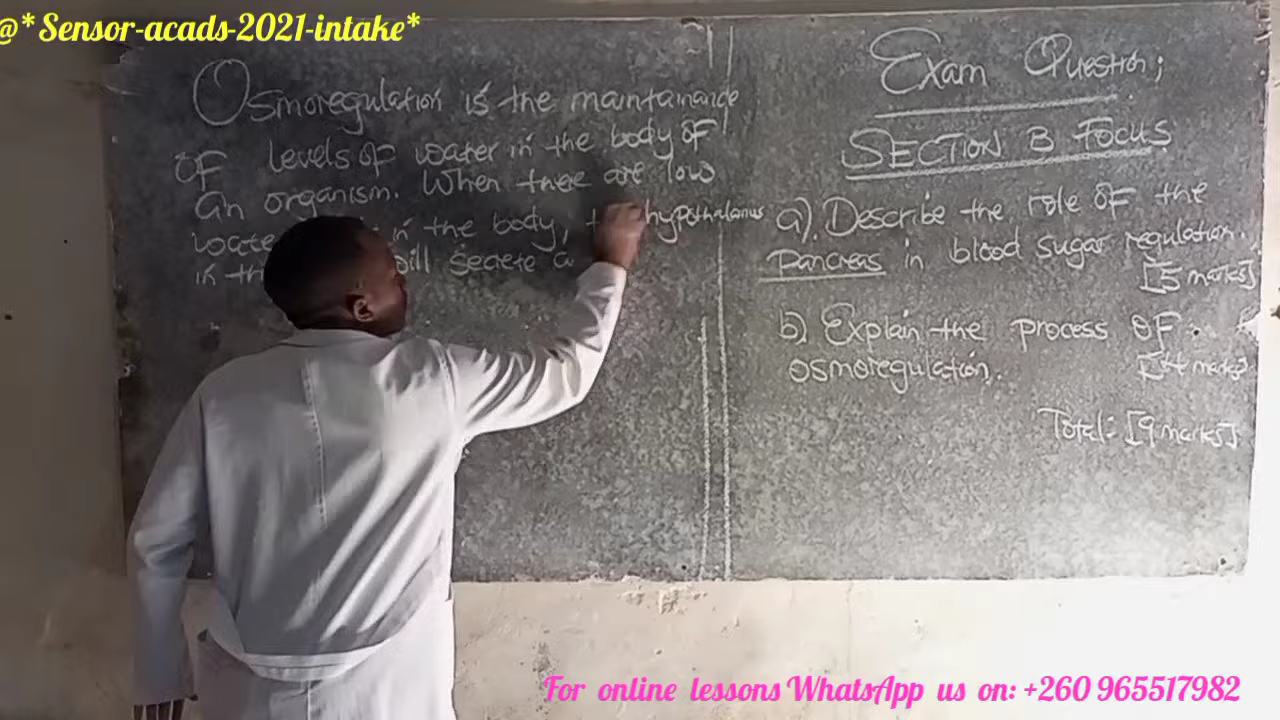 @*Sensor-acads-2021-intake*
Osmoregulation is the maintainance
of levels of water in the body of
an organism. When there are low
in the body, hypothalamus
in will secrete a
Exam Question;
SECTION B FOCUS
a). Describe the role of the
Pancreas in blood sugar regulation.
[5 marks]
b) Explain the process of
osmoregulation.
[4 marks]
Total: [9 marks]
For online lessons WhatsApp us on: +260 965517982